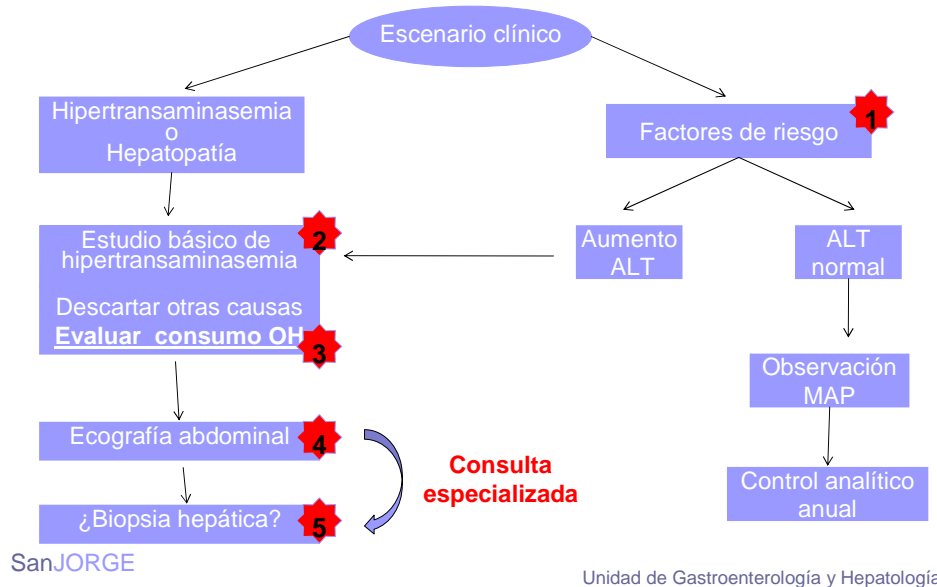 Escenario clínico
Hipertransaminasemia
o
Hepatopatía
1
Factores de riesgo
2
Estudio básico de
hipertransaminasemia
Descartar otras causas
Evaluar consumo OH
3
Aumento
ALT
ALT
normal
Observación
MAP
Ecografía abdominal
4
Consulta
especializada
Control analítico
anual
¿Biopsia hepática?
5
SanJORGE
Unidad de Gastroenterología y Hepatología